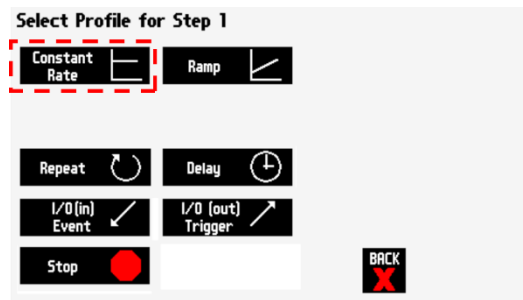 Select Profile for Step 1
Constant
Rate
Ramp
Repeat
Delay
I/O(in)
Event
I/O (out)
Trigger
Stop
BACK
X